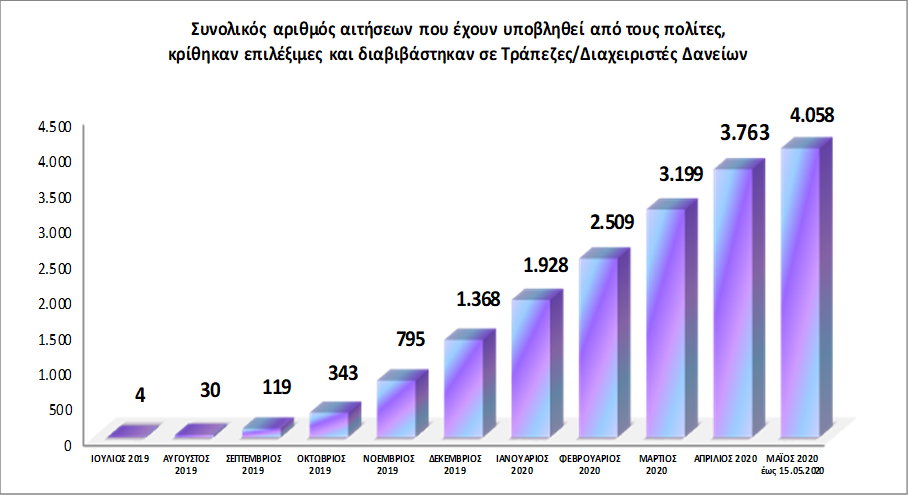 Συνολικός αριθμός αιτήσεων που έχουν υποβληθεί από τους πολίτες,
κρίθηκαν επιλέξιμες και διαβιβάστηκαν σε Τράπεζες/Διαχειριστές Δανείων
4.500
4.000
3.500
3.000
2.500
2.000
1.500
1.000
500
0
4
30
119
343
795
1.368
1.928
2.509
3.199
3.763
4.058
ΙΟΥΛΙΟΣ 2019
ΑΥΓΟΥΣΤΟΣ
2019
ΣΕΠΤΕΜΒΡΙΟΣ
2019
ΟΚΤΩΒΡΙΟΣ
2019
ΝΟΕΜΒΡΙΟΣ
2019
ΔΕΚΕΜΒΡΙΟΣ
2019
ΙΑΝΟΥΑΡΙΟΣ
2020
ΦΕΒΡΟΥΑΡΙΟΣ
2020
ΜΑΡΤΙΟΣ
2020
ΑΠΡΙΛΙΟΣ 2020
ΜΑΪΟΣ 2020
έως 15.05.2020